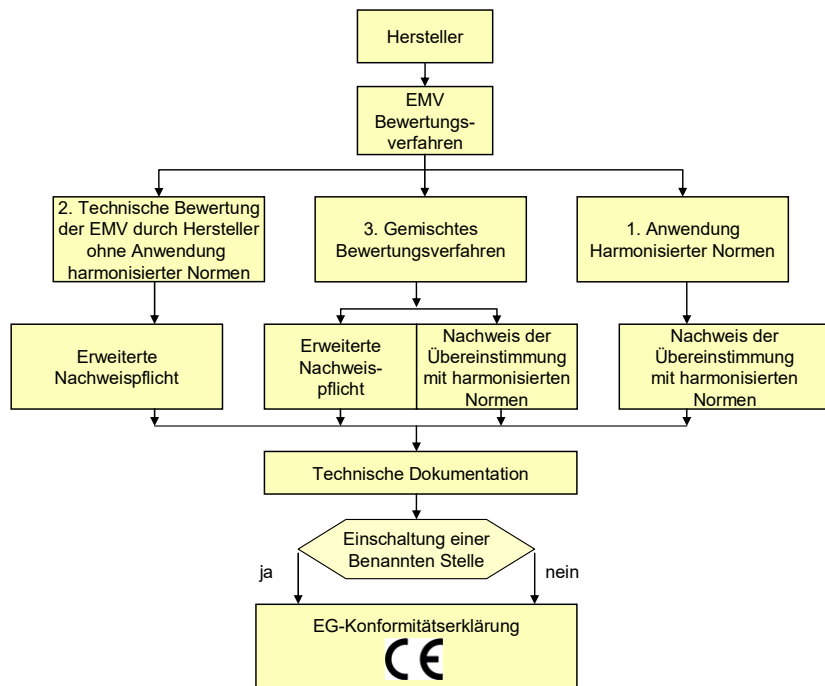 Hersteller
EMV
Bewertungs-
verfahren
2. Technische Bewertung
der EMV durch Hersteller
ohne Anwendung
harmonisierter Normen
3. Gemischtes
Bewertungsverfahren
1. Anwendung
Harmonisierter Normen
Erweiterte
Nachweispflicht
Erweiterte
Nachweis-
pflicht
Nachweis der
Übereinstimmung
mit harmonisierten
Normen
Nachweis der
Übereinstimmung
mit harmonisierten
Normen
Technische Dokumentation
Einschaltung einer
Benannten Stelle
ja
nein
EG-Konformitätserklärung
CE